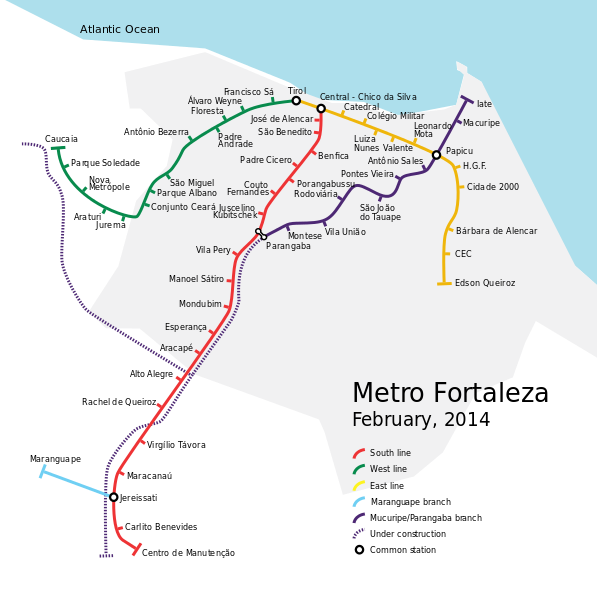 Atlantic Ocean
Francisco Sá
Tirol
Central - Chico da Silva
Álvaro Weyne
Catedral
Iate
Floresta
Colégio Militar
José de Alencar
Antônio Bezerra
São Benedito
Leonardo
Mota
Macuripe
Caucaia
Padre
Andrade
Luiza
Nunes Valente
Papicu
Parque Soledade
Padre Cicero
Benfica
Antônio Sales
H.G.F.
Nova
Metrópole
São Miguel
Parque Albano
Couto
Fernandes
Porangabussu
Rodoviária
Pontes Vieira
Cidade 2000
Araturi
Jurema
Conjunto Ceará
Juscelino
Kubitschek
São João
do Tauape
Vila Pery
Parangaba
Montese
Vila União
Bárbara de Alencar
CEC
Manoel Sátiro
Edson Queiroz
Mondubim
Esperança
Aracapé
Alto Alegre
Rachel de Queiroz
Virgílio Távora
Maranguape
Maracanaú
Jereissati
Carlito Benevides
Centro de Manutenção
Metro Fortaleza
February, 2014
South line
West line
East line
Maranguape branch
Mucuripe/Parangaba branch
Under construction
Common station